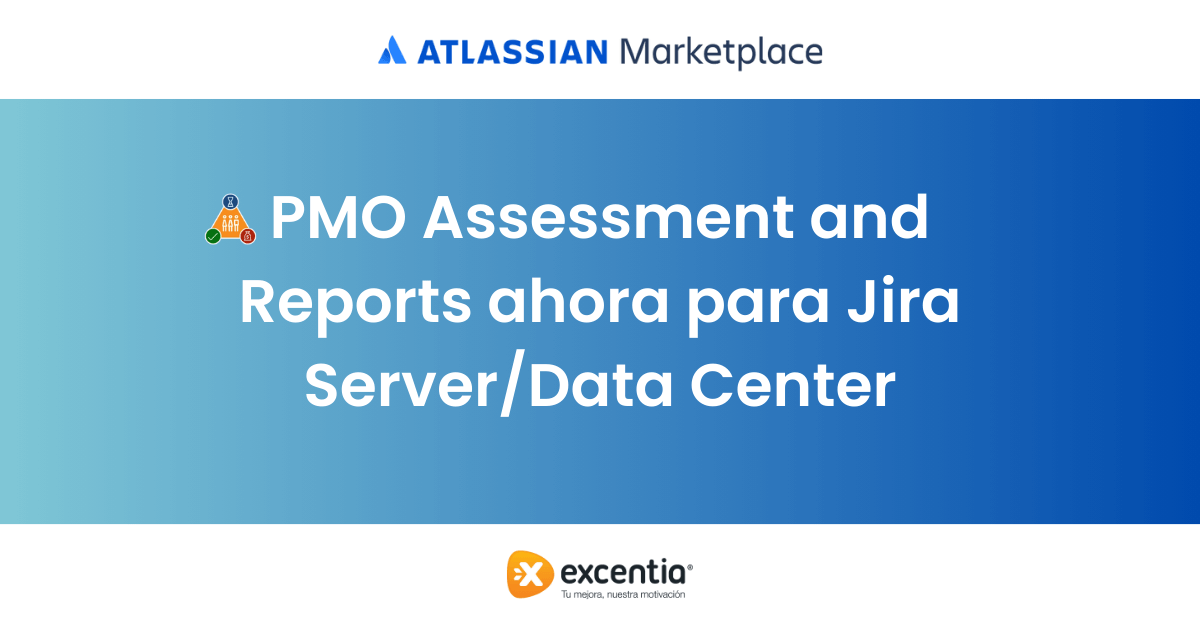 ATLASSIAN Marketplace
PMO Assessment and
Reports ahora para Jira
Server/Data Center
excentia®
Tu mejora, nuestra motivación